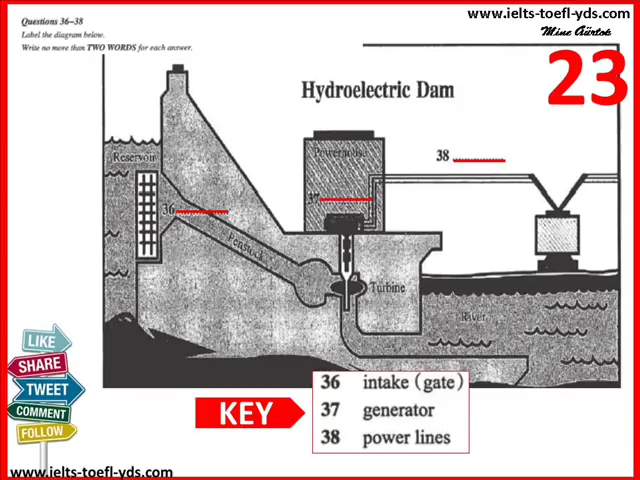 www.ielts-toefl-yds.com
Mine Gürtok
Questions 36–38
Label the diagram below.
Write no more than TWO WORDS for each answer.
23
Hydroelectric Dam
Reservoir
Powerhouse
38
37
36
Penstock
Turbine
River
LIKE
SHARE
TWEET
COMMENT
FOLLOW
KEY
36 intake (gate)
37 generator
38 power lines
www.ielts-toefl-yds.com